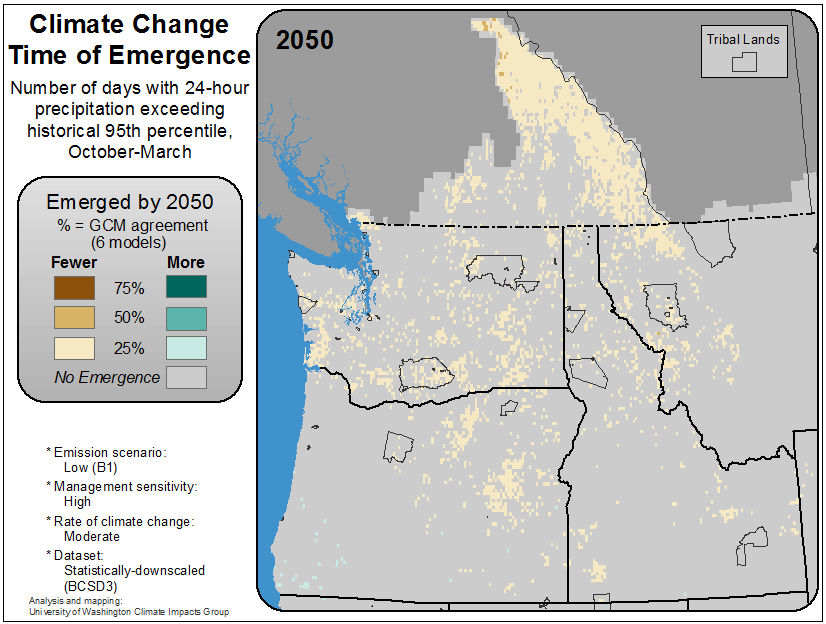 Climate Change
Time of Emergence
Number of days with 24-hour
precipitation exceeding
historical 95th percentile,
October-March
Emerged by 2050
% = GCM agreement
(6 models)
Fewer More
75%
50%
25%
No Emergence
* Emission scenario:
Low (B1)
* Management sensitivity:
High
* Rate of climate change:
Moderate
* Dataset:
Statistically-downscaled
(BCSD3)
Analysis and mapping:
University of Washington Climate Impacts Group
2050
Tribal Lands